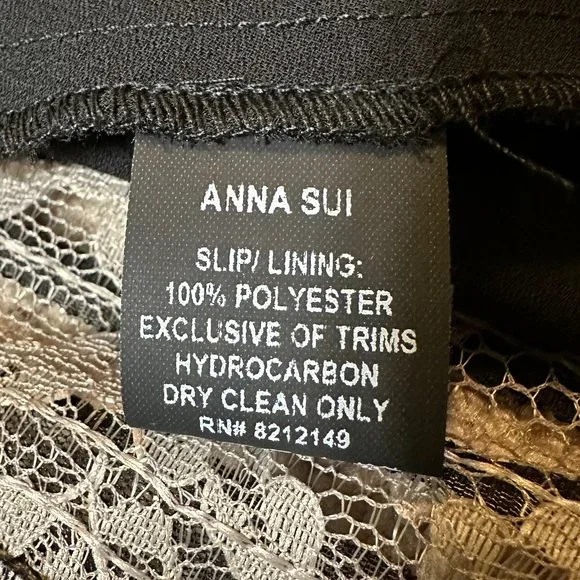 ANNA SUI
SLIP/ LINING:
100% POLYESTER
EXCLUSIVE OF TRIMS
HYDROCARBON
DRY CLEAN ONLY
RN# 8212149